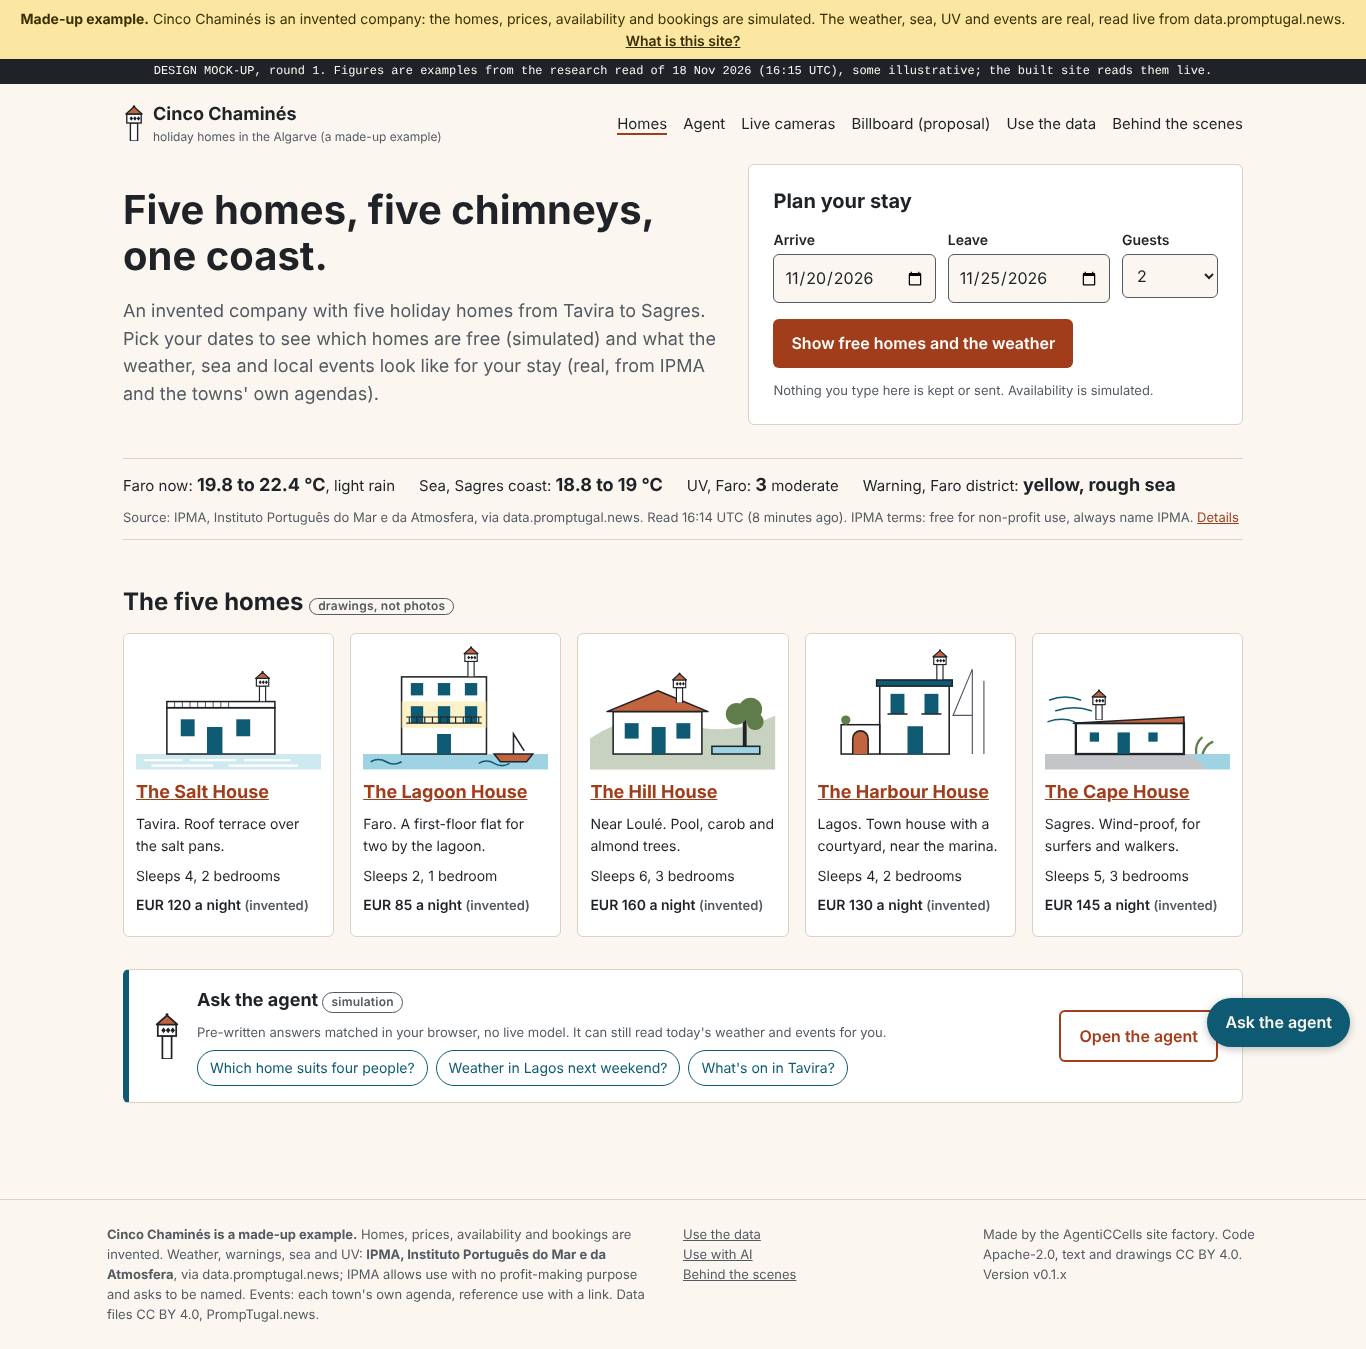 Made-up example. Cinco Chaminés is an invented company: the homes, prices, availability and bookings are simulated. The weather, sea, UV and events are real, read live from data.promptugal.news.
What is this site?
DESIGN MOCK-UP, round 1. Figures are examples from the research read of 18 Nov 2026 (16:15 UTC), some illustrative; the built site reads them live.
Cinco Chaminés
holiday homes in the Algarve (a made-up example)
Homes Agent Live cameras Billboard (proposal) Use the data Behind the scenes
Five homes, five chimneys,
one coast.
An invented company with five holiday homes from Tavira to Sagres.
Pick your dates to see which homes are free (simulated) and what the
weather, sea and local events look like for your stay (real, from IPMA
and the towns' own agendas).
Plan your stay
Arrive Leave Guests
11/20/2026 11/25/2026 2
Show free homes and the weather
Nothing you type here is kept or sent. Availability is simulated.
Faro now: 19.8 to 22.4 °C, light rain Sea, Sagres coast: 18.8 to 19 °C UV, Faro: 3 moderate Warning, Faro district: yellow, rough sea
Source: IPMA, Instituto Português do Mar e da Atmosfera, via data.promptugal.news. Read 16:14 UTC (8 minutes ago). IPMA terms: free for non-profit use, always name IPMA. Details
The five homes drawings, not photos
The Salt House
Tavira. Roof terrace over
the salt pans.
Sleeps 4, 2 bedrooms
EUR 120 a night (invented)
The Lagoon House
Faro. A first-floor flat for
two by the lagoon.
Sleeps 2, 1 bedroom
EUR 85 a night (invented)
The Hill House
Near Loulé. Pool, carob and
almond trees.
Sleeps 6, 3 bedrooms
EUR 160 a night (invented)
The Harbour House
Lagos. Town house with a
courtyard, near the marina.
Sleeps 4, 2 bedrooms
EUR 130 a night (invented)
The Cape House
Sagres. Wind-proof, for
surfers and walkers.
Sleeps 5, 3 bedrooms
EUR 145 a night (invented)
Ask the agent simulation
Pre-written answers matched in your browser, no live model. It can still read today's weather and events for you.
Which home suits four people? Weather in Lagos next weekend? What's on in Tavira?
Open the agent
Ask the agent
Cinco Chaminés is a made-up example. Homes, prices, availability and bookings are
invented. Weather, warnings, sea and UV: IPMA, Instituto Português do Mar e da
Atmosfera, via data.promptugal.news; IPMA allows use with no profit-making purpose
and asks to be named. Events: each town's own agenda, reference use with a link. Data
files CC BY 4.0, PrompTugal.news.
Use the data
Use with AI
Behind the scenes
Made by the AgentiCCells site factory. Code
Apache-2.0, text and drawings CC BY 4.0.
Version v0.1.x